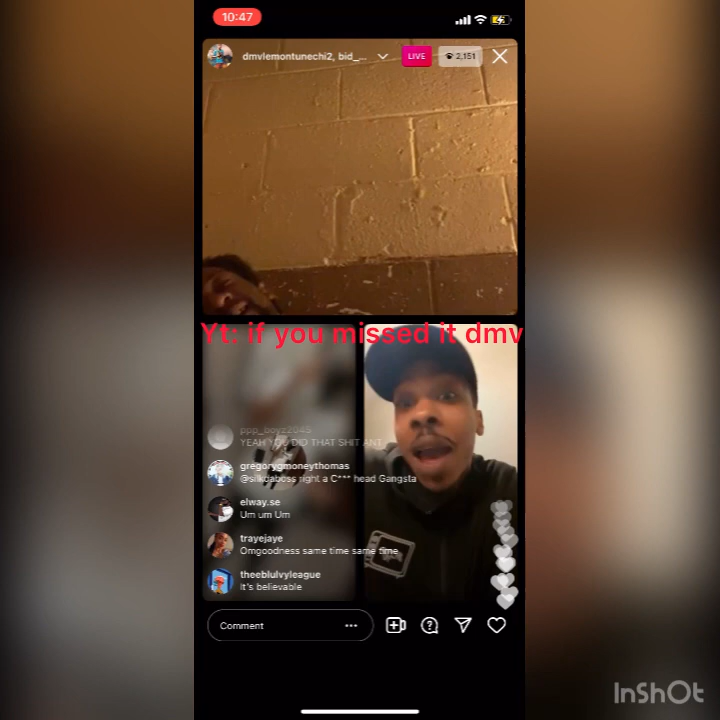 10:47
dmvlemontunechi2, bid_...
LIVE
2,151
Yt: if you missed it dmv
ppp_boyz2045
YEAH YOU DID THAT SHIT ANT
gregorygmoneythomas
@silkdaboss right a C*** head Gangsta
elway.se
Um um Um
trayejaye
Omgoodness same time same time
theeblulvyleague
It's believable
Comment
InShOt